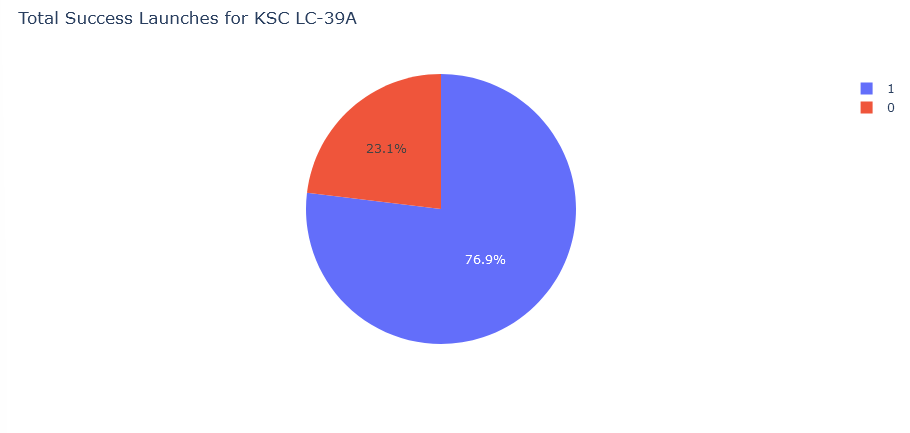 Total Success Launches for KSC LC-39A
1
0
23.1%
76.9%